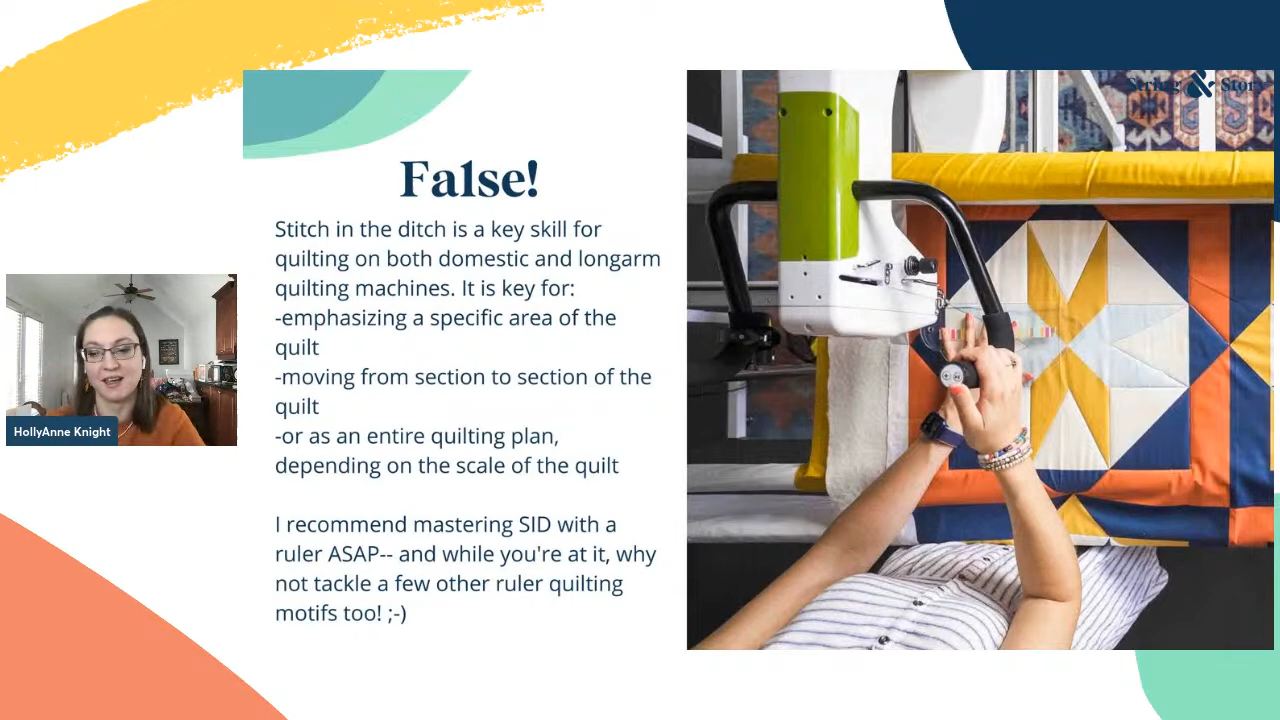 String & Story
False!
Stitch in the ditch is a key skill for
quilting on both domestic and longarm
quilting machines. It is key for:
-emphasizing a specific area of the
quilt
-moving from section to section of the
quilt
-or as an entire quilting plan,
depending on the scale of the quilt
I recommend mastering SID with a
ruler ASAP-- and while you're at it, why
not tackle a few other ruler quilting
motifs too! ;-)
HollyAnne Knight